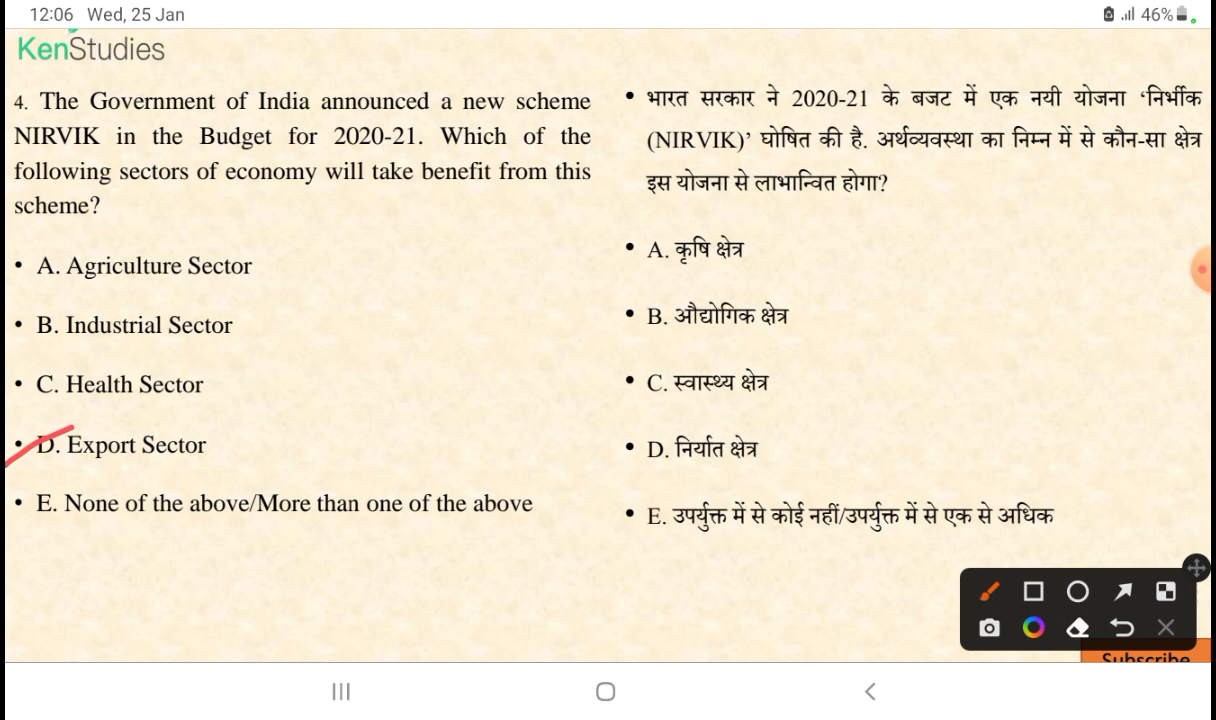 12:06 Wed, 25 Jan
46%
KenStudies
4. The Government of India announced a new scheme
NIRVIK in the Budget for 2020-21. Which of the
following sectors of economy will take benefit from this
scheme?
• A. Agriculture Sector
• B. Industrial Sector
• C. Health Sector
• D. Export Sector
• E. None of the above/More than one of the above
• भारत सरकार ने 2020-21 के बजट में एक नयी योजना ‘निर्भीक
(NIRVIK)’ घोषित की है. अर्थव्यवस्था का निम्न में से कौन-सा क्षेत्र
इस योजना से लाभान्वित होगा?
• A. कृषि क्षेत्र
• B. औद्योगिक क्षेत्र
• C. स्वास्थ्य क्षेत्र
• D. निर्यात क्षेत्र
• E. उपर्युक्त में से कोई नहीं/उपर्युक्त में से एक से अधिक
Subscribe